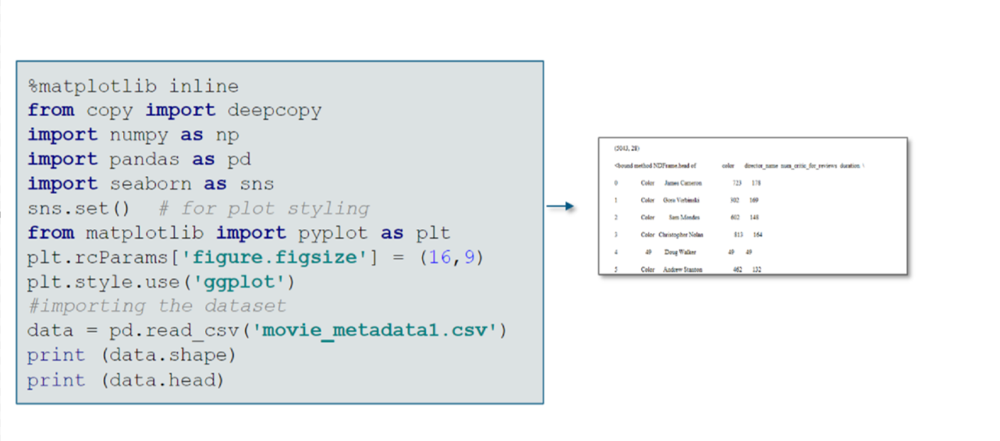 %matplotlib inline
from copy import deepcopy
import numpy as np
import pandas as pd
import seaborn as sns
sns.set()  # for plot styling
from matplotlib import pyplot as plt
plt.rcParams['figure.figsize'] = (16,9)
plt.style.use('ggplot')
#importing the dataset
data = pd.read_csv('movie_metadata1.csv')
print (data.shape)
print (data.head)
(5043, 28)
<bound method NDFrame.head of color director_name num_critic_for_reviews duration \
0 Color James Cameron 723 178
1 Color Gore Verbinski 302 169
2 Color Sam Mendes 602 148
3 Color Christopher Nolan 813 164
4 49 Doug Walker 49 49
5 Color Andrew Stanton 462 132